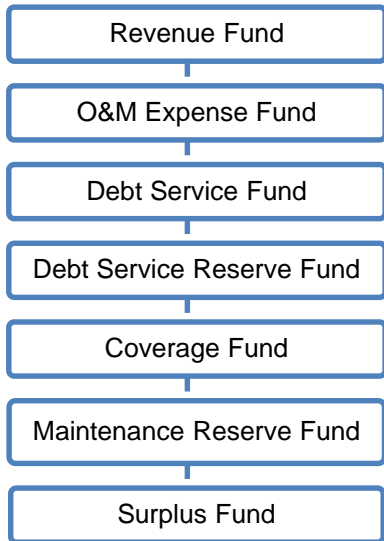 Revenue Fund
O&M Expense Fund
Debt Service Fund
Debt Service Reserve Fund
Coverage Fund
Maintenance Reserve Fund
Surplus Fund